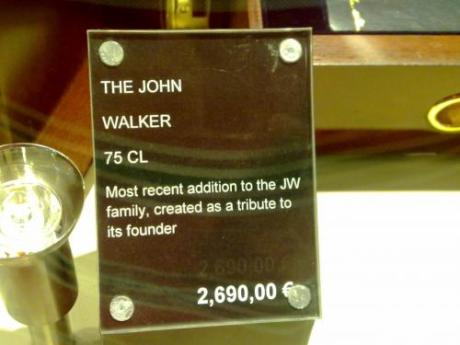 THE JOHN
WALKER
75 CL
Most recent addition to the JW
family, created as a tribute to
its founder
2,690,00 €